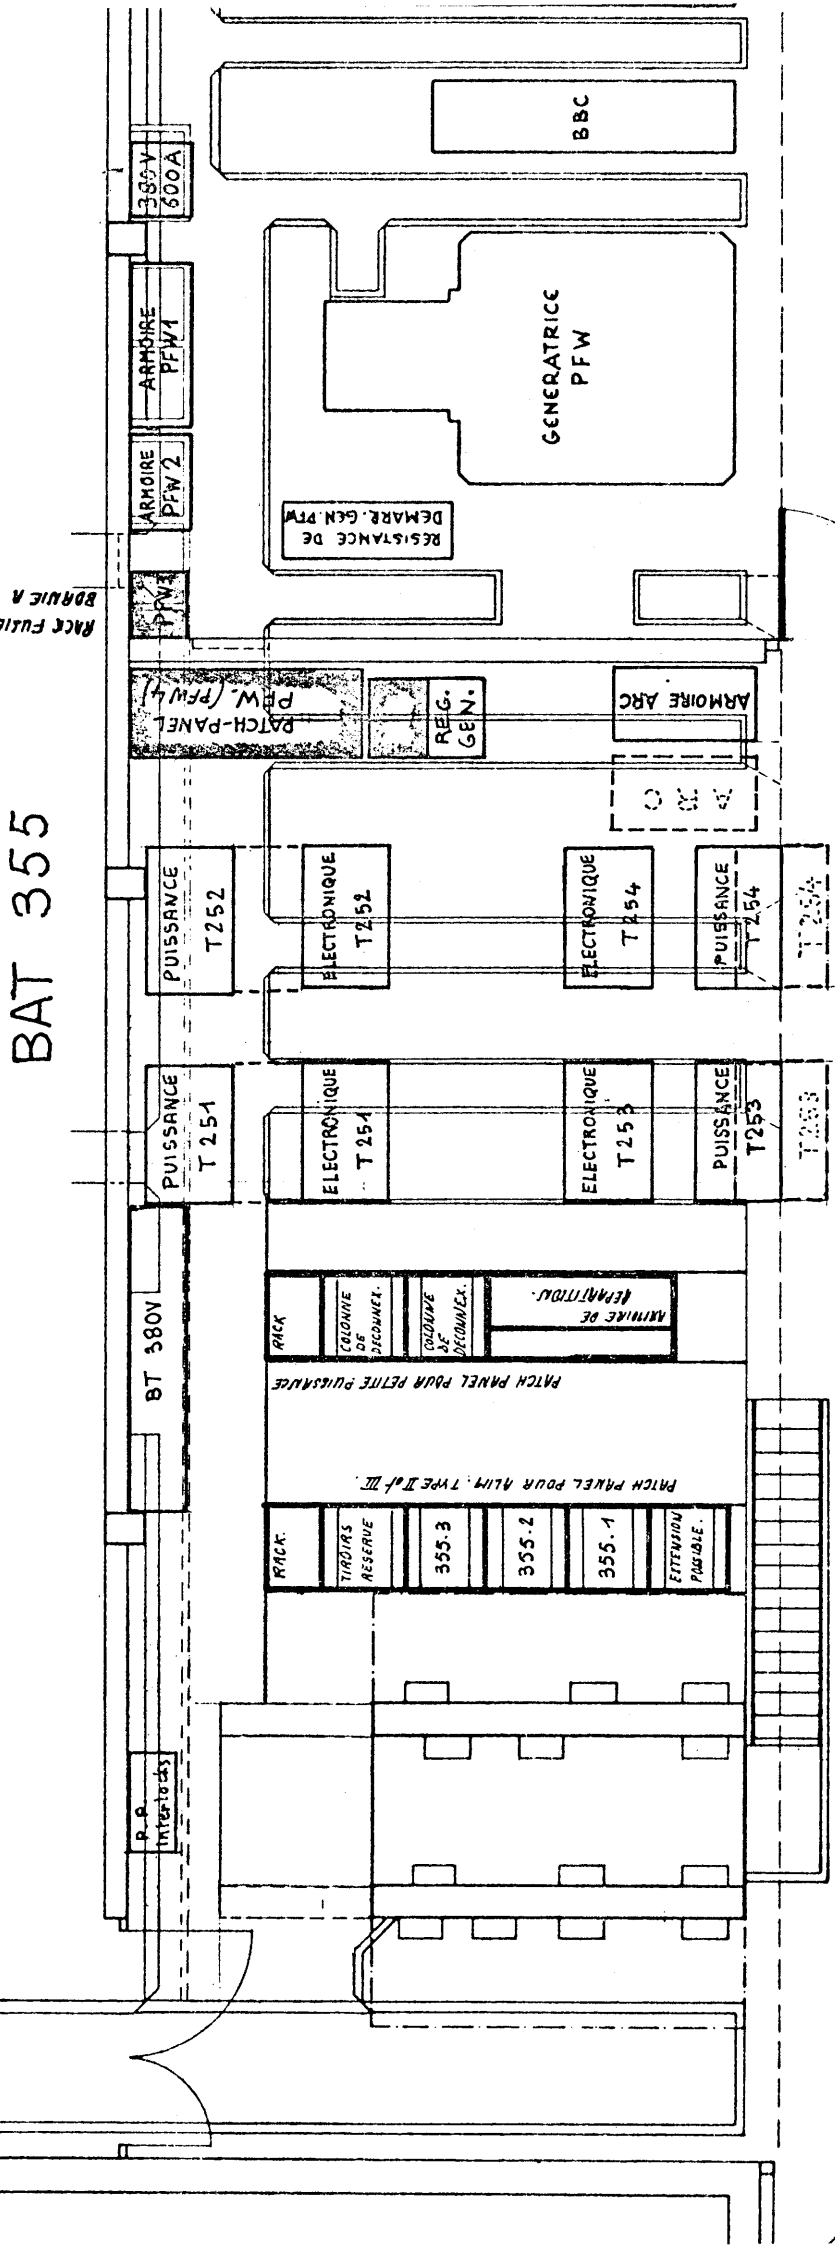 BAT 355
BBC
380V
600A
ARMOIRE
PFW1
GENERATRICE
PFW
ARMOIRE
PFW2
RESISTANCE DE
DEMARR. GEN. PFW
PFW3
BORNIER
RACK
PATCH-PANEL
PFW. (PFW4)
REG.
GEN.
ARMOIRE ARC
ARC
PUISSANCE
T252
ELECTRONIQUE
T252
ELECTRONIQUE
T254
PUISSANCE
T254
T254
PUISSANCE
T251
ELECTRONIQUE
T251
ELECTRONIQUE
T253
PUISSANCE
T253
T253
BT 380V
RACK
COLONNE
DE
DECONNEX.
COLONNE
DE
DECONNEX.
ARMOIRE DE
REPARTITION.
PATCH PANEL POUR PETITE PUISSANCE
PATCH PANEL POUR ALIM. TYPE II et III.
RACK.
TIROIRS
RESERVE
355.3
355.2
355.1
EXTENSION
POSSIBLE.
P.P.
Interlocks